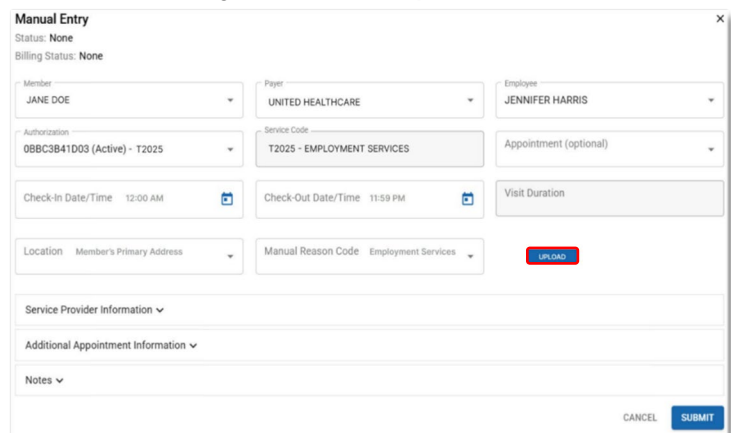 Manual Entry ×
Status: None
Billing Status: None
Member Payer Employee
JANE DOE UNITED HEALTHCARE JENNIFER HARRIS
Authorization Service Code
0BBC3B41D03 (Active) - T2025 T2025 - EMPLOYMENT SERVICES Appointment (optional)
Check-In Date/Time 12:00 AM Check-Out Date/Time 11:59 PM Visit Duration
Location Member's Primary Address Manual Reason Code Employment Services UPLOAD
Service Provider Information
Additional Appointment Information
Notes
CANCEL SUBMIT